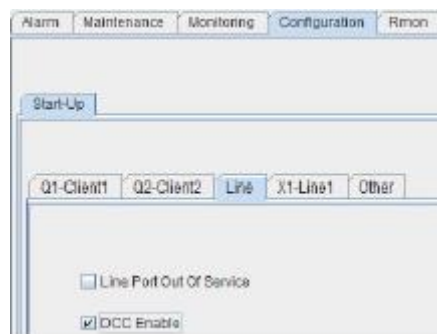 Alarm Maintenance Monitoring Configuration Rmon
Start-Up
Q1-Client1 Q2-Client2 Line X1-Line1 Other
Line Port Out Of Service
DCC Enable